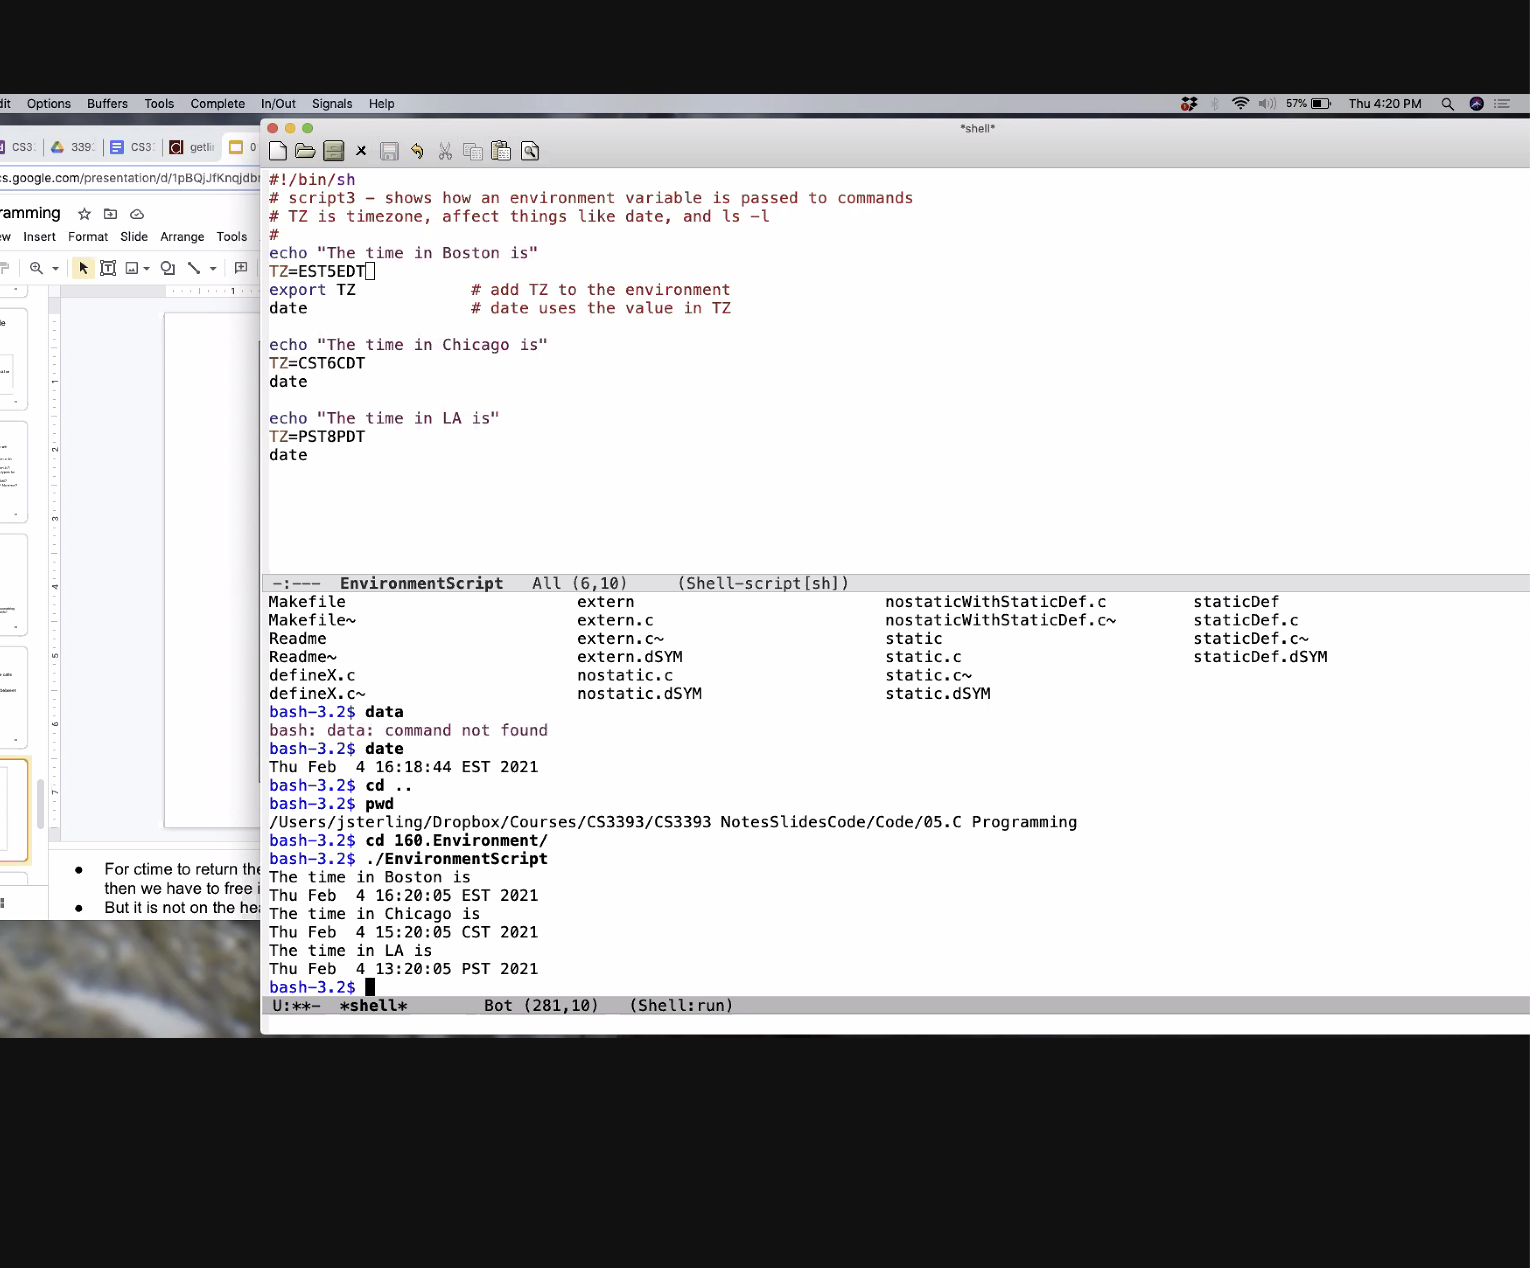 dit Options Buffers Tools Complete In/Out Signals Help 57% Thu 4:20 PM
*shell*
CS3 339 CS3 getli 0
cs.google.com/presentation/d/1pBQjJfKnqjdb
ramming
ew Insert Format Slide Arrange Tools
#!/bin/sh
# script3 - shows how an environment variable is passed to commands
# TZ is timezone, affect things like date, and ls -l
#
echo "The time in Boston is"
TZ=EST5EDT
export TZ # add TZ to the environment
date # date uses the value in TZ
echo "The time in Chicago is"
TZ=CST6CDT
date
echo "The time in LA is"
TZ=PST8PDT
date
-:--- EnvironmentScript All (6,10) (Shell-script[sh])
Makefile extern nostaticWithStaticDef.c staticDef
Makefile~ extern.c nostaticWithStaticDef.c~ staticDef.c
Readme extern.c~ static staticDef.c~
Readme~ extern.dSYM static.c staticDef.dSYM
defineX.c nostatic.c static.c~
defineX.c~ nostatic.dSYM static.dSYM
bash-3.2$ data
bash: data: command not found
bash-3.2$ date
Thu Feb  4 16:18:44 EST 2021
bash-3.2$ cd ..
bash-3.2$ pwd
/Users/jsterling/Dropbox/Courses/CS3393/CS3393 NotesSlidesCode/Code/05.C Programming
bash-3.2$ cd 160.Environment/
bash-3.2$ ./EnvironmentScript
The time in Boston is
Thu Feb  4 16:20:05 EST 2021
The time in Chicago is
Thu Feb  4 15:20:05 CST 2021
The time in LA is
Thu Feb  4 13:20:05 PST 2021
bash-3.2$
U:**- *shell* Bot (281,10) (Shell:run)
● For ctime to return the
then we have to free i
● But it is not on the hea